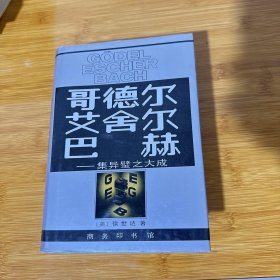 GÖDEL
ESCHER
BACH
哥德尔
艾舍尔
巴赫
——集异璧之大成
[美] 侯世达 著
商务印书馆